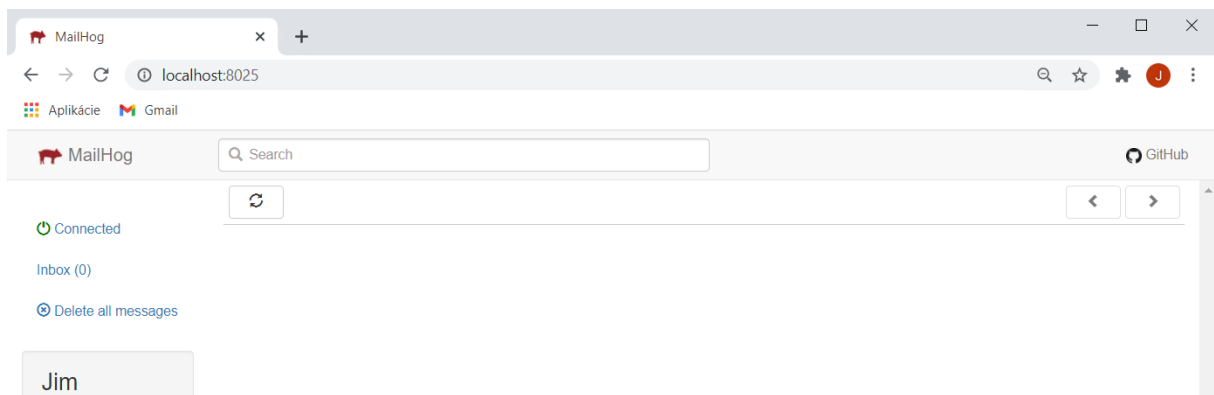 MailHog
localhost:8025
J
Aplikácie Gmail
MailHog Search GitHub
Connected
Inbox (0)
Delete all messages
Jim